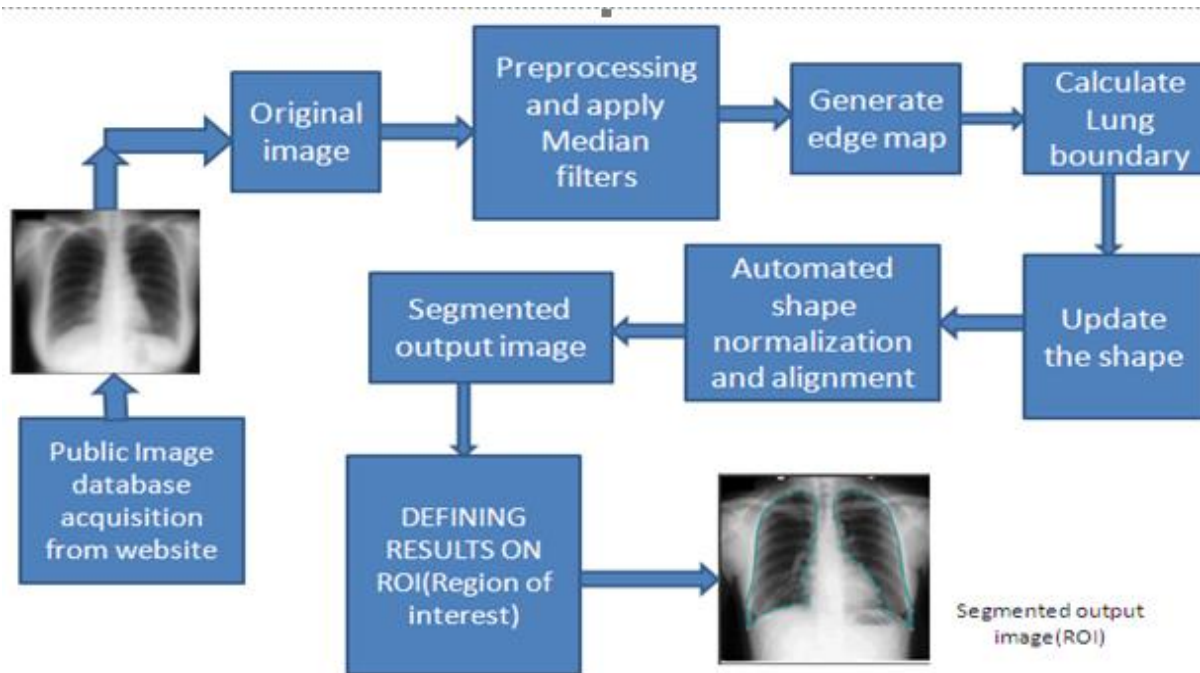 Original
image
Preprocessing
and apply
Median
filters
Generate
edge map
Calculate
Lung
boundary
Update
the shape
Automated
shape
normalization
and alignment
Segmented
output image
Public Image
database
acquisition
from website
DEFINING
RESULTS ON
ROI(Region of
interest)
Segmented output
image(ROI)